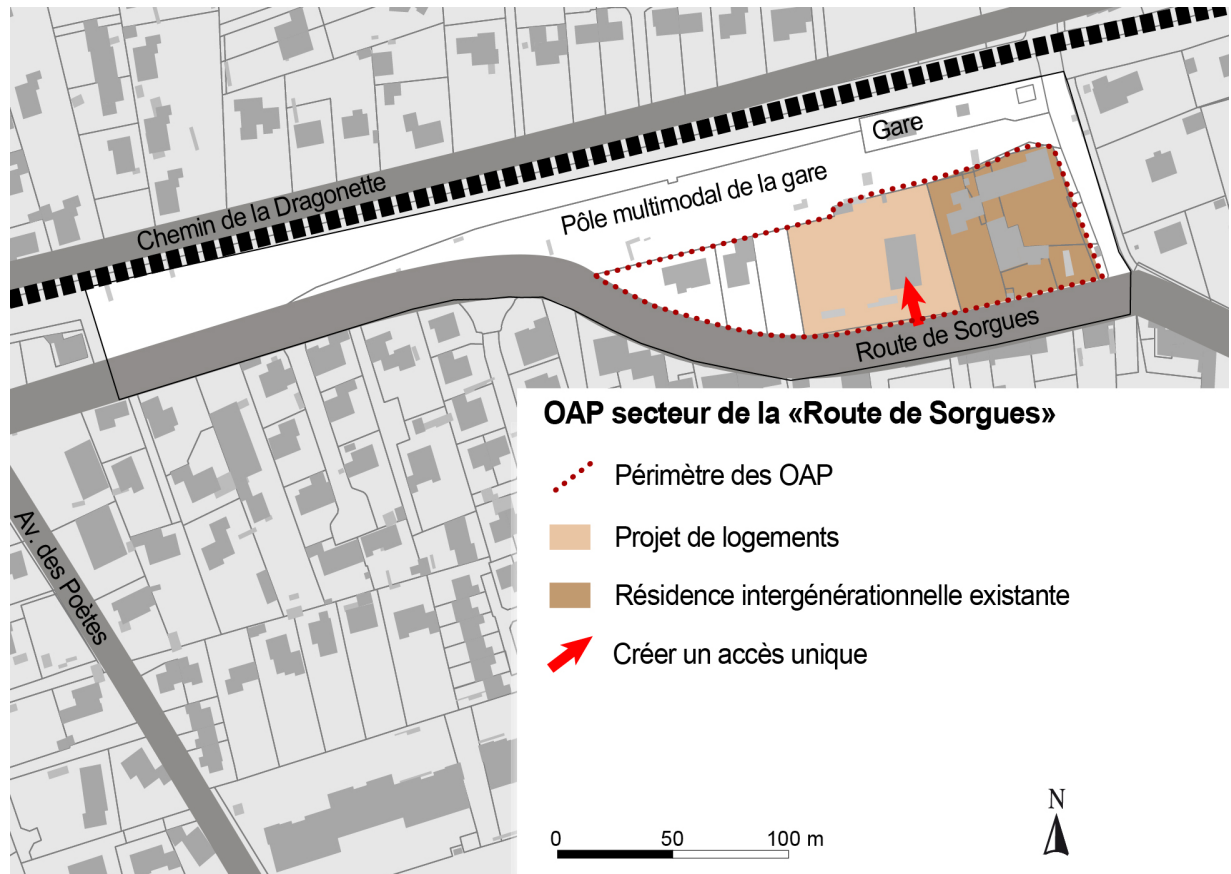 Gare
Pôle multimodal de la gare
Chemin de la Dragonette
Route de Sorgues
Av. des Poètes
OAP secteur de la «Route de Sorgues»
Périmètre des OAP
Projet de logements
Résidence intergénérationnelle existante
Créer un accès unique
N
0 50 100 m